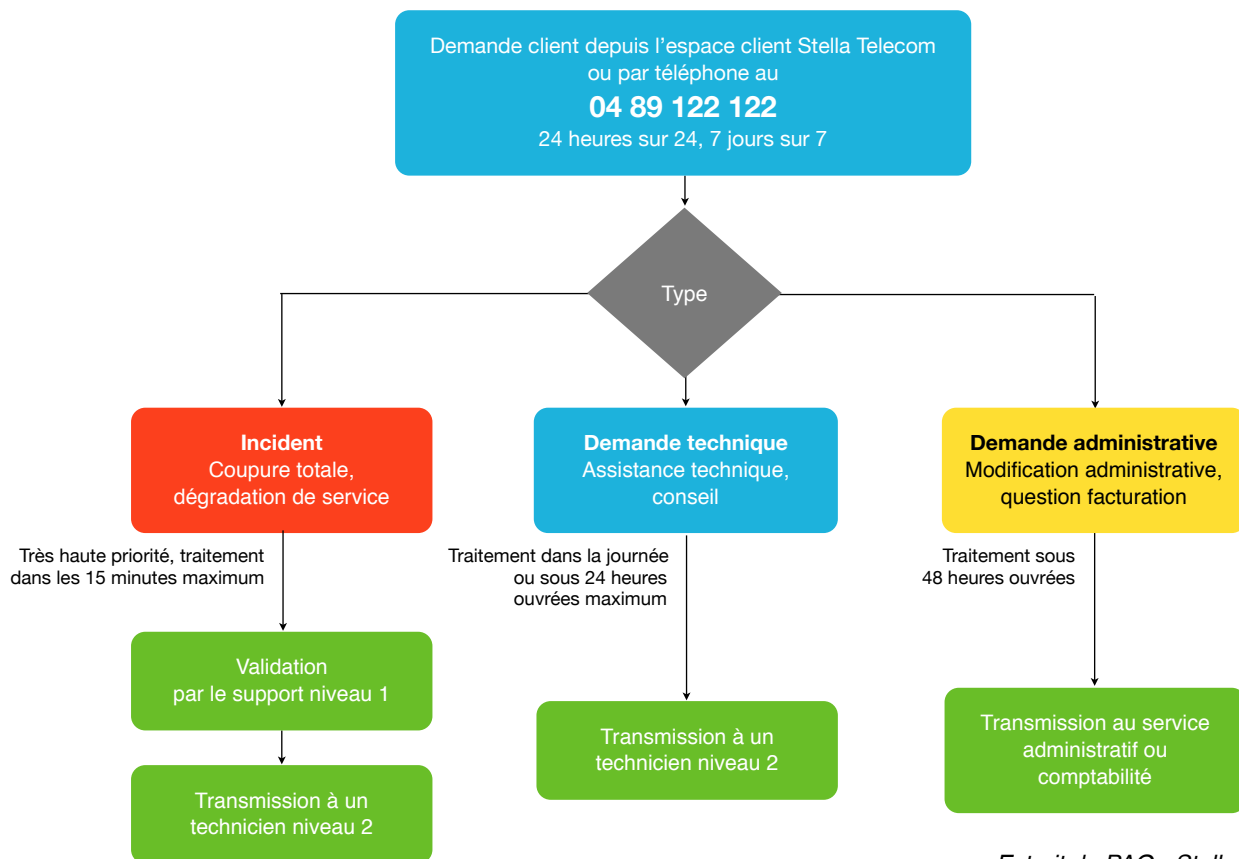 Demande client depuis l'espace client Stella Telecom
ou par téléphone au
04 89 122 122
24 heures sur 24, 7 jours sur 7
Type
Incident
Coupure totale,
dégradation de service
Demande technique
Assistance technique,
conseil
Demande administrative
Modification administrative,
question facturation
Très haute priorité, traitement
dans les 15 minutes maximum
Traitement dans la journée
ou sous 24 heures
ouvrées maximum
Traitement sous
48 heures ouvrées
Validation
par le support niveau 1
Transmission à un
technicien niveau 2
Transmission à un
technicien niveau 2
Transmission au service
administratif ou
comptabilité